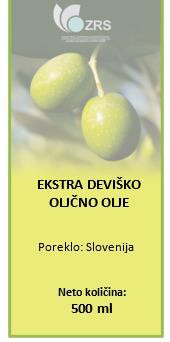 ZRS
EKSTRA DEVIŠKO
OLJČNO OLJE
Poreklo: Slovenija
Neto količina:
500 ml